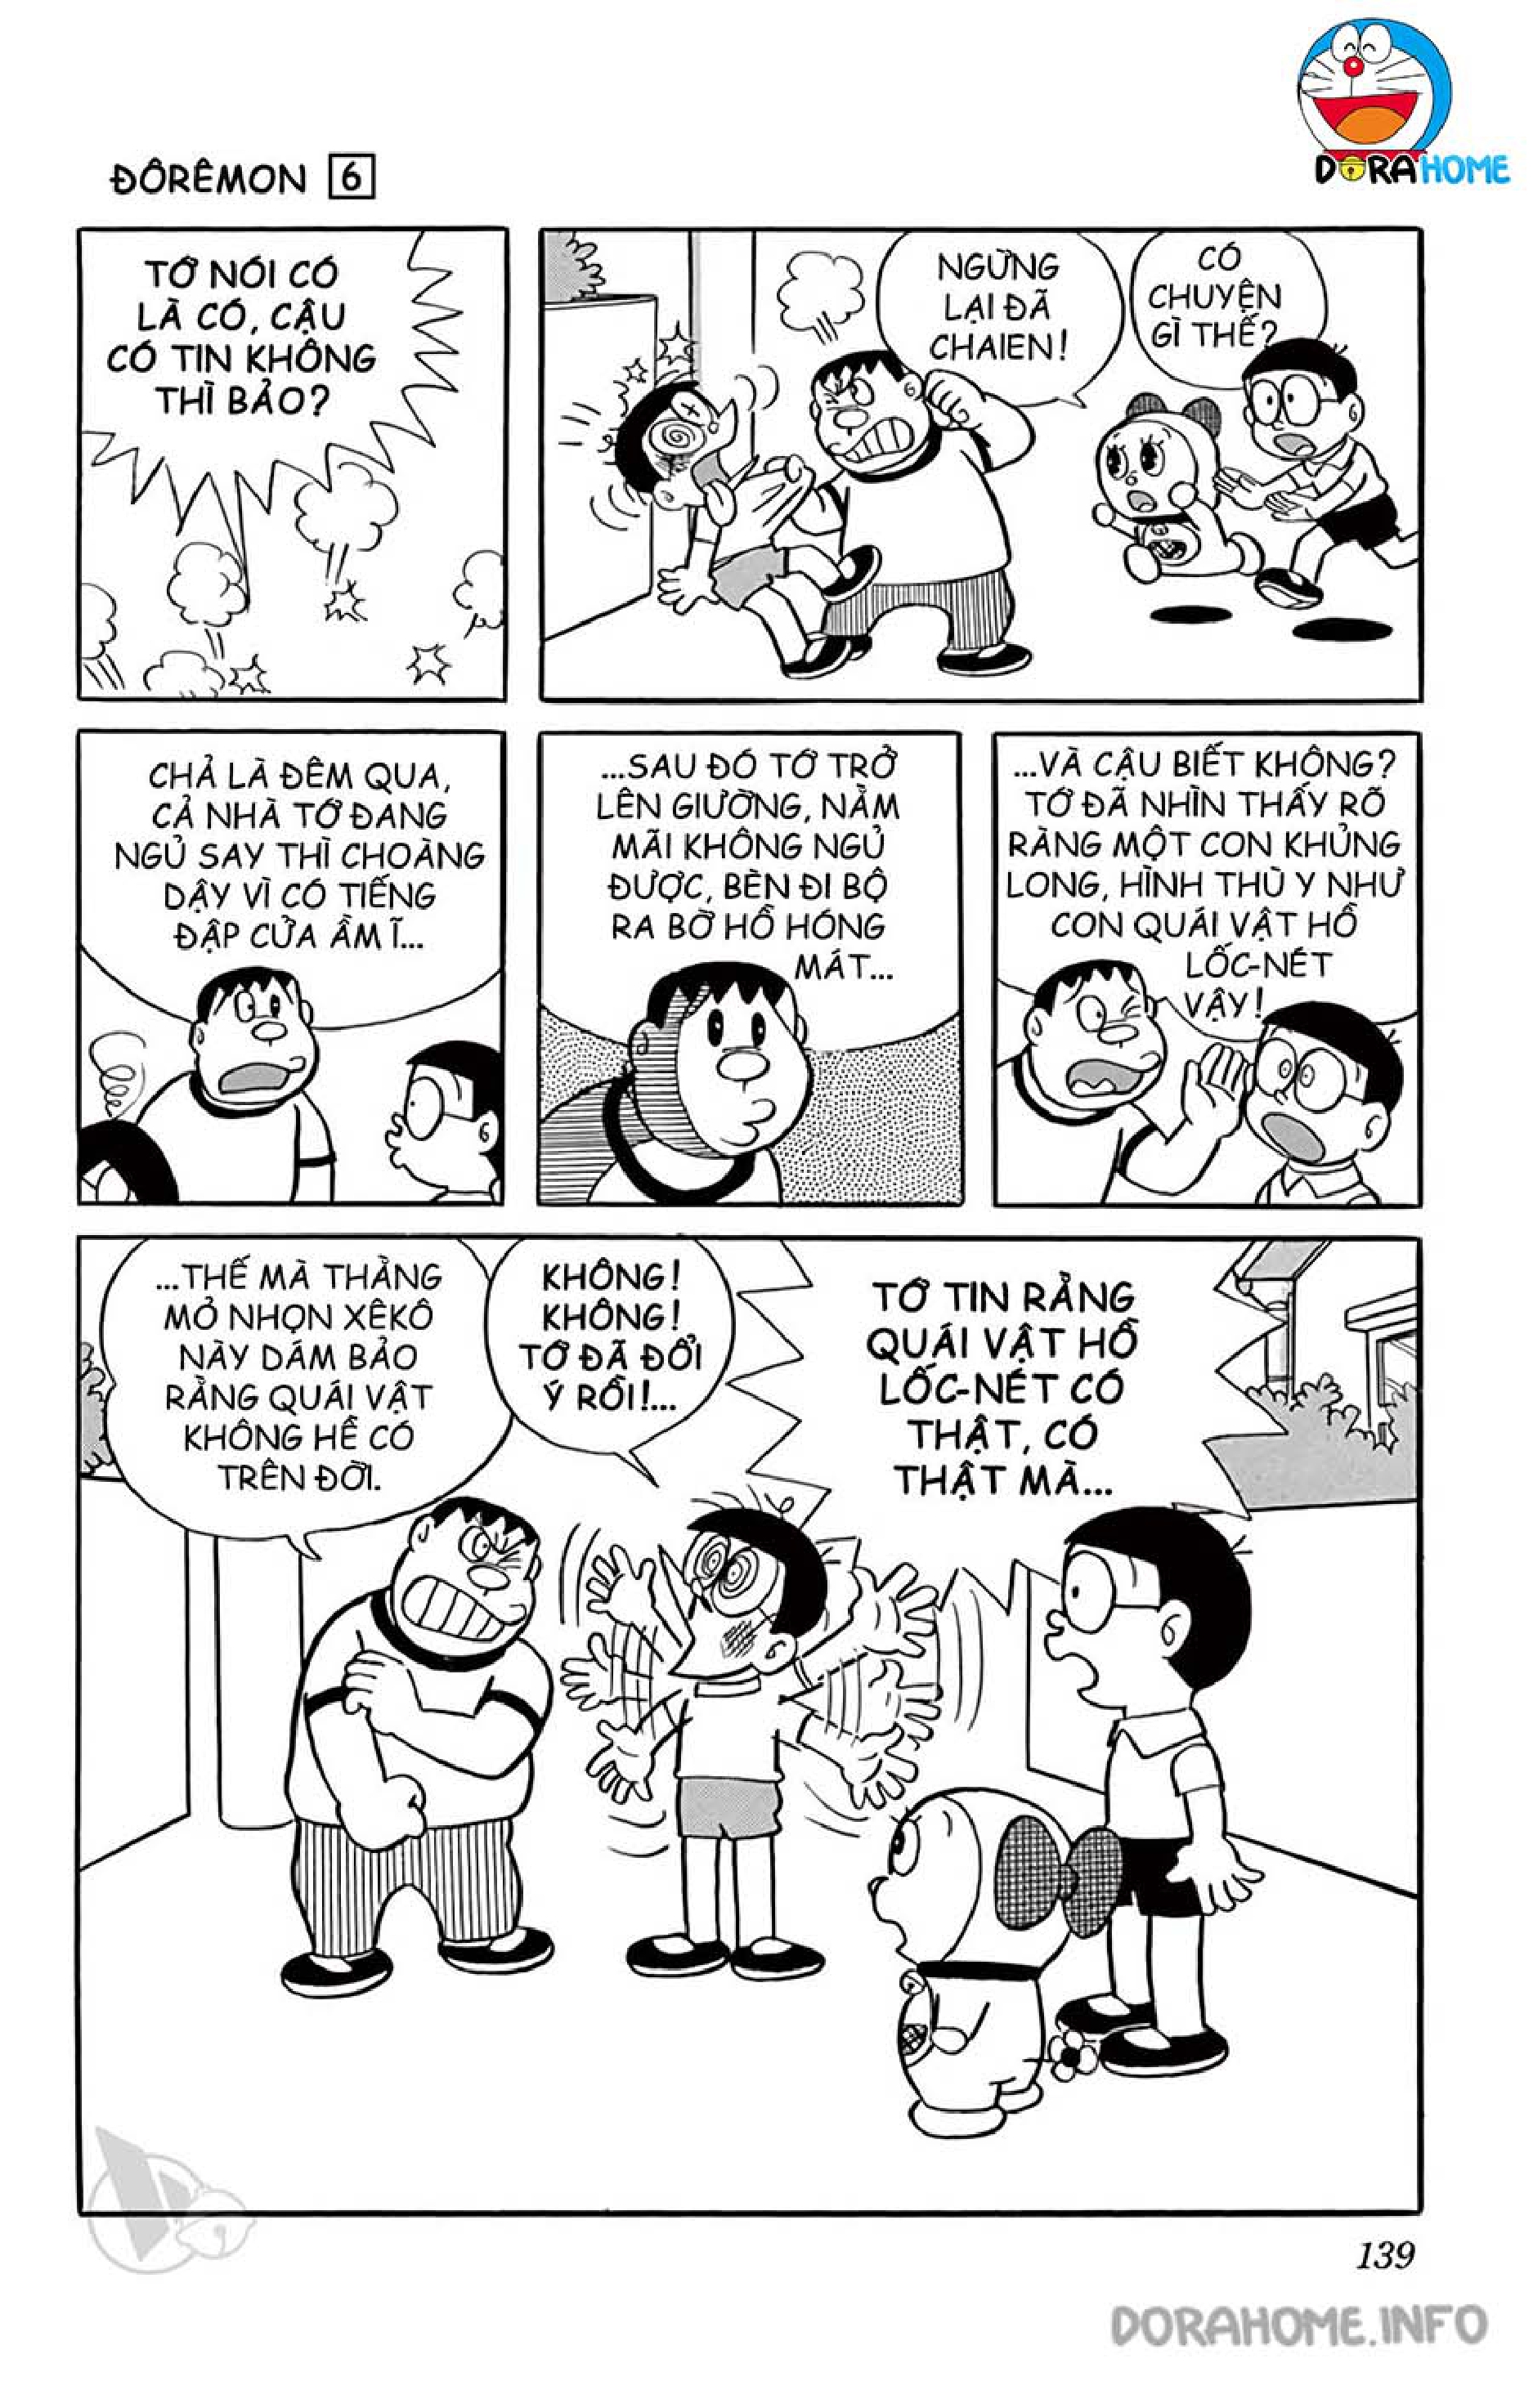 DORAHOME
ĐÔRÊMON 6
TỚ NÓI CÓ
LÀ CÓ, CẬU
CÓ TIN KHÔNG
THÌ BẢO?
NGỪNG
LẠI ĐÃ
CHAIEN!
CÓ
CHUYỆN
GÌ THẾ?
CHẢ LÀ ĐÊM QUA,
CẢ NHÀ TỚ ĐANG
NGỦ SAY THÌ CHOÀNG
DẬY VÌ CÓ TIẾNG
ĐẬP CỬA ẦM Ĩ...
...SAU ĐÓ TỚ TRỞ
LÊN GIƯỜNG, NẰM
MÃI KHÔNG NGỦ
ĐƯỢC, BÈN ĐI BỘ
RA BỜ HỒ HÓNG
MÁT...
...VÀ CẬU BIẾT KHÔNG?
TỚ ĐÃ NHÌN THẤY RÕ
RÀNG MỘT CON KHỦNG
LONG, HÌNH THÙ Y NHƯ
CON QUÁI VẬT HỒ
LỐC-NÉT
VẬY!
...THẾ MÀ THẰNG
MỎ NHỌN XÊKÔ
NÀY DÁM BẢO
RẰNG QUÁI VẬT
KHÔNG HỀ CÓ
TRÊN ĐỜI.
KHÔNG!
KHÔNG!
TỚ ĐÃ ĐỔI
Ý RỒI!...
TỚ TIN RẰNG
QUÁI VẬT HỒ
LỐC-NÉT CÓ
THẬT, CÓ
THẬT MÀ...
139
DORAHOME.INFO